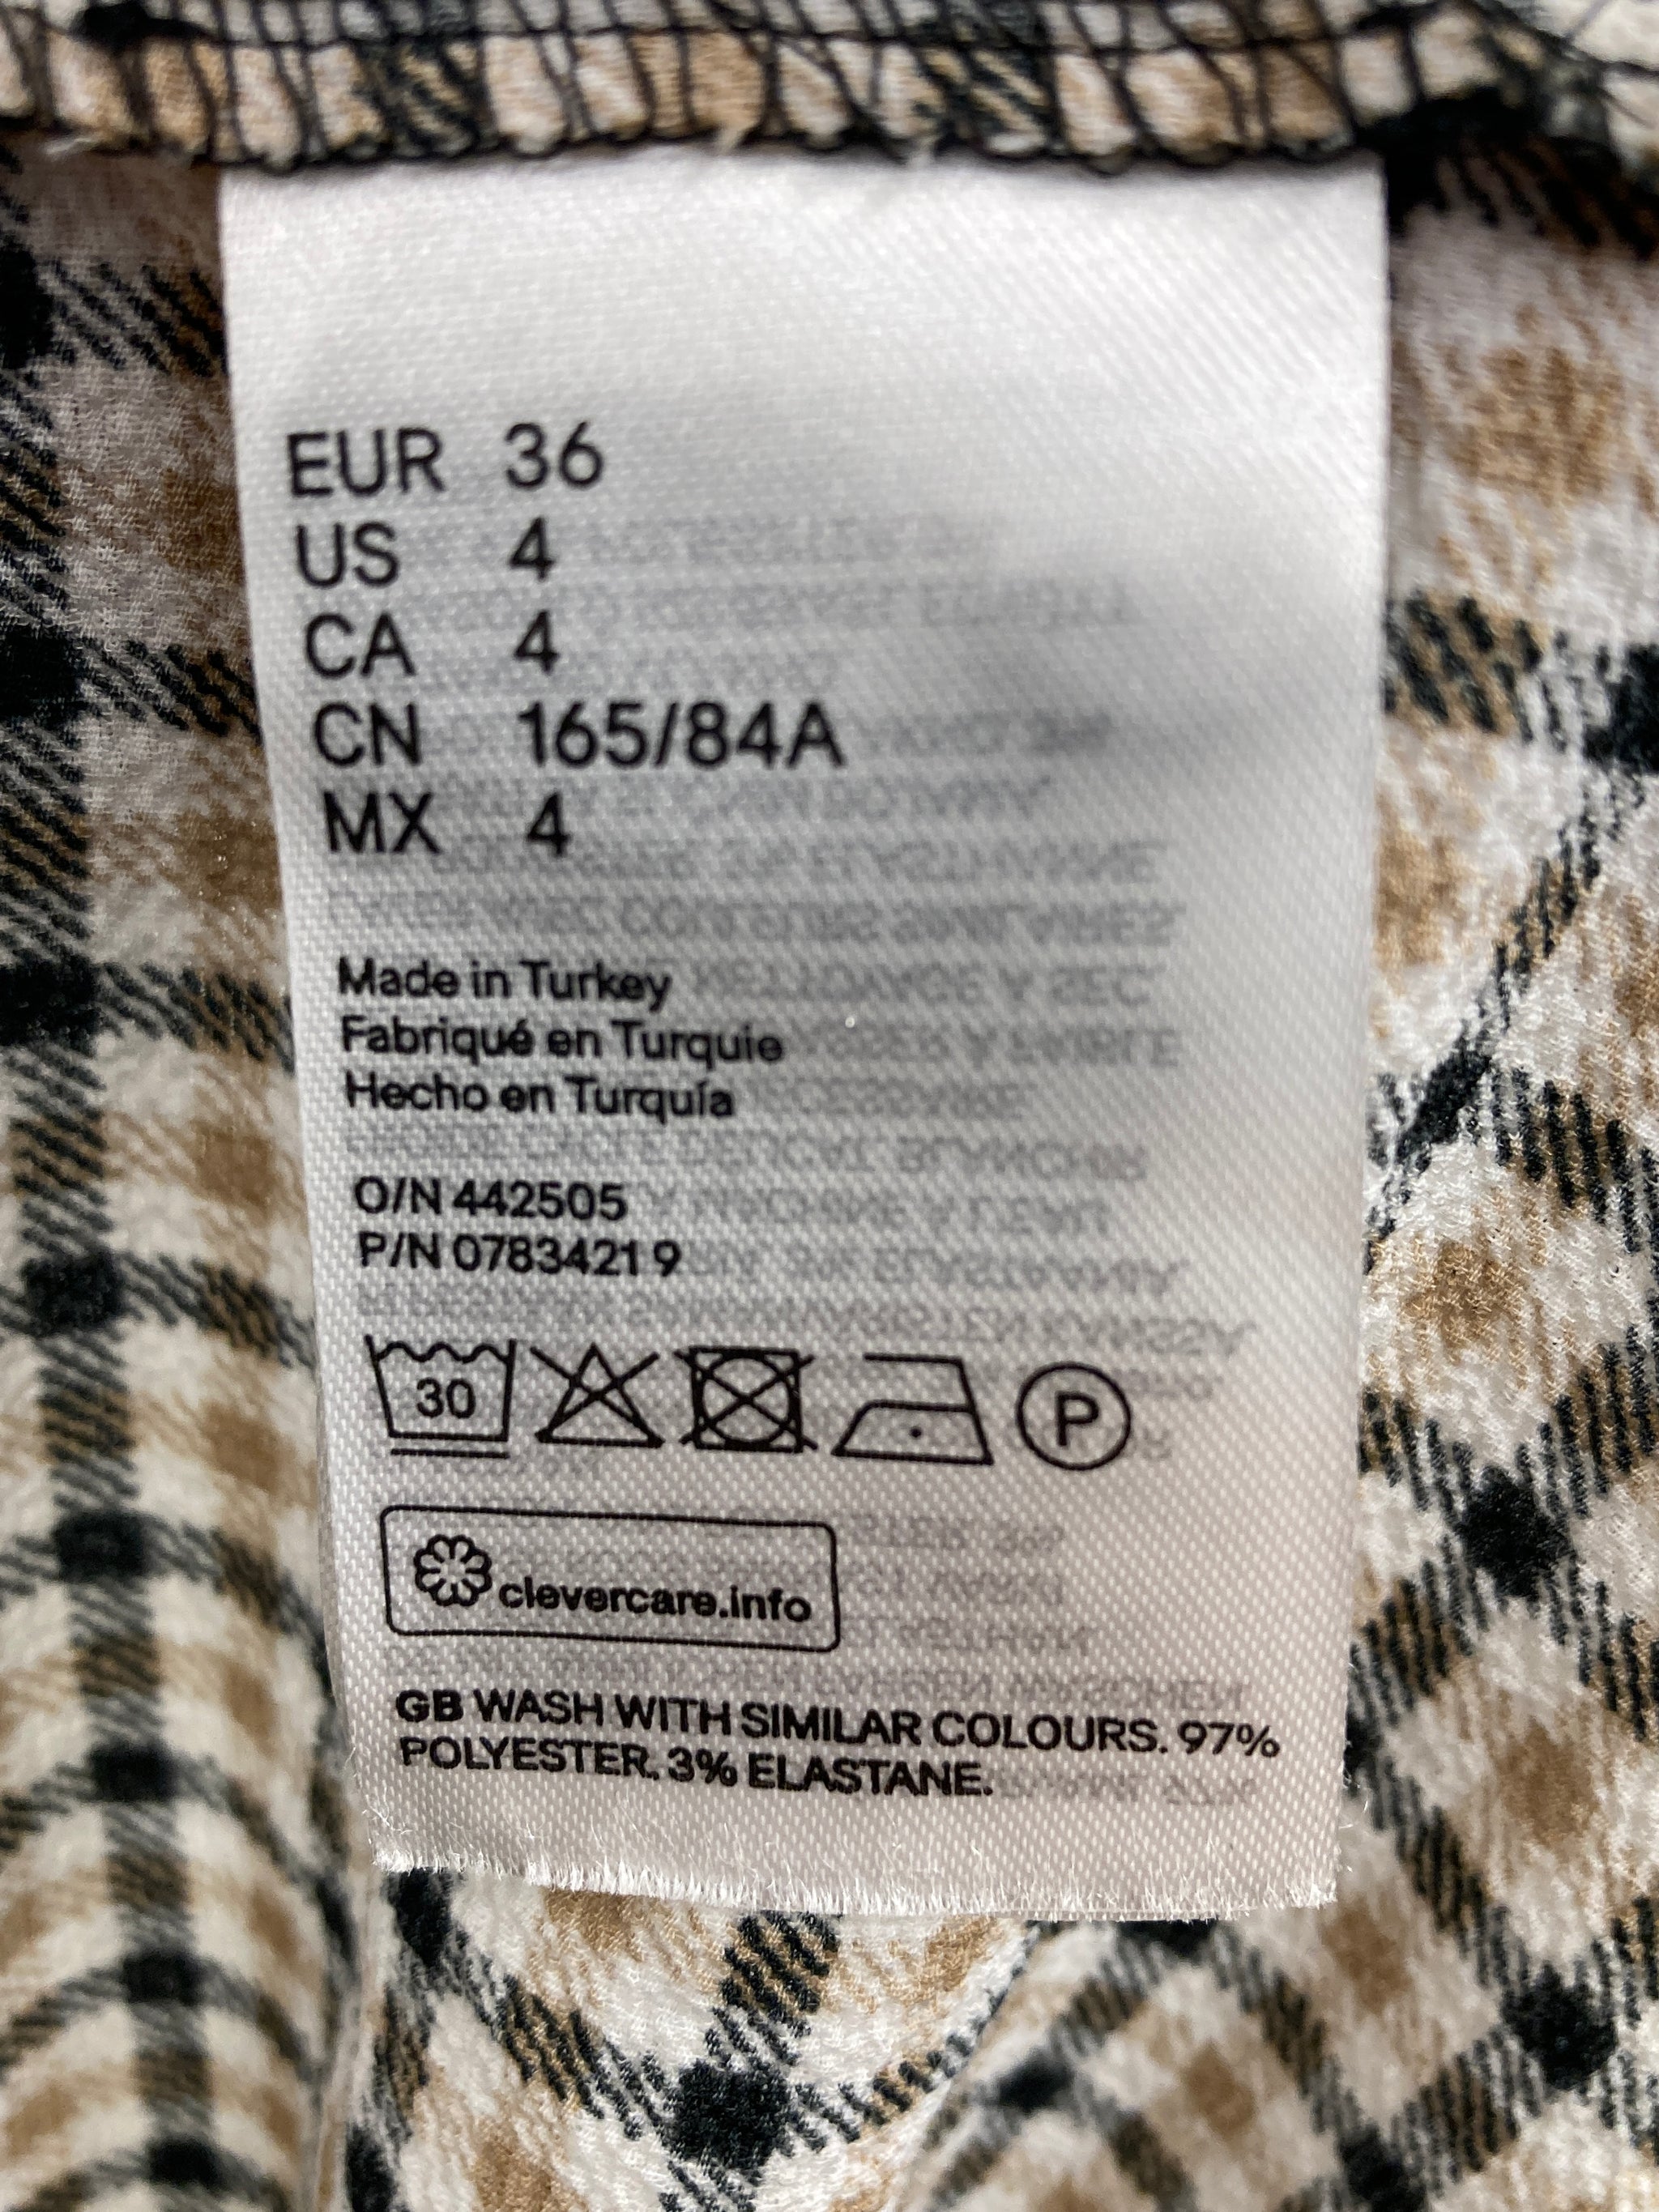 EUR 36
US 4
CA 4
CN 165/84A
MX 4
Made in Turkey
Fabriqué en Turquie
Hecho en Turquía
O/N 442505
P/N 0783421 9
30
P
clevercare.info
GB WASH WITH SIMILAR COLOURS. 97%
POLYESTER. 3% ELASTANE.